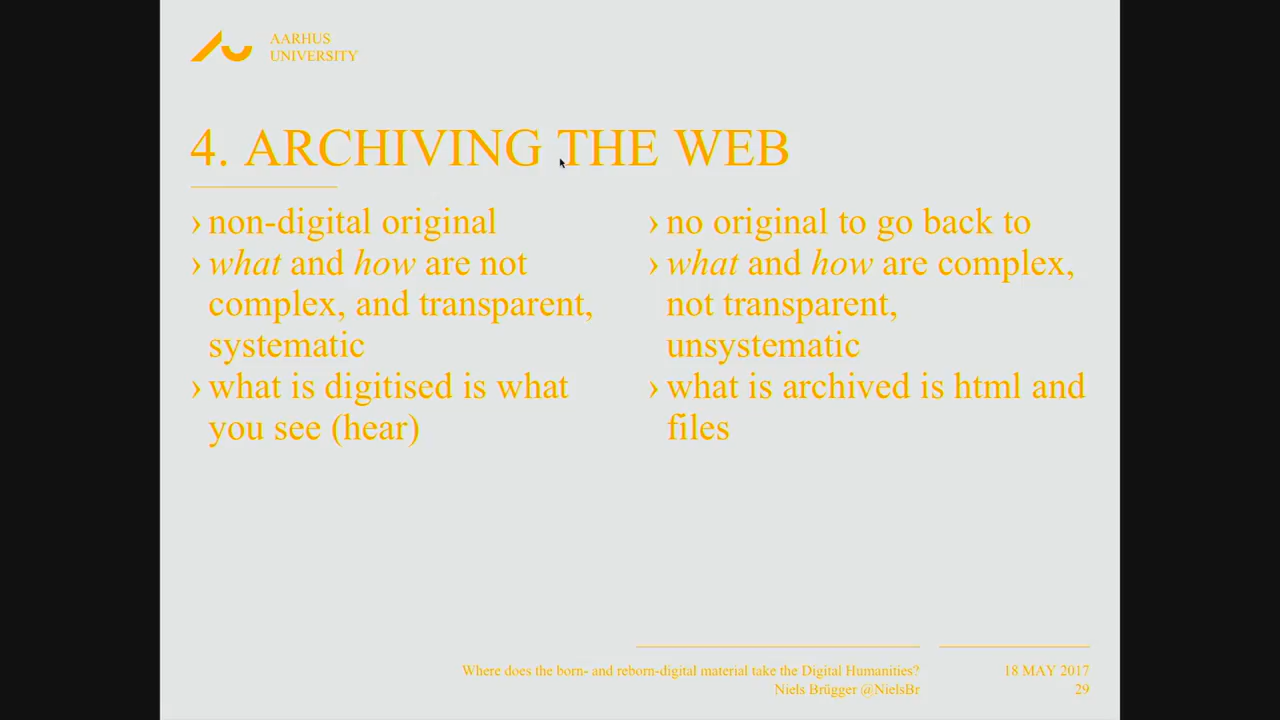 AARHUS
UNIVERSITY
4. ARCHIVING THE WEB
› non-digital original
› what and how are not
complex, and transparent,
systematic
› what is digitised is what
you see (hear)
› no original to go back to
› what and how are complex,
not transparent,
unsystematic
› what is archived is html and
files
Where does the born- and reborn-digital material take the Digital Humanities?
Niels Brügger @NielsBr
18 MAY 2017
29